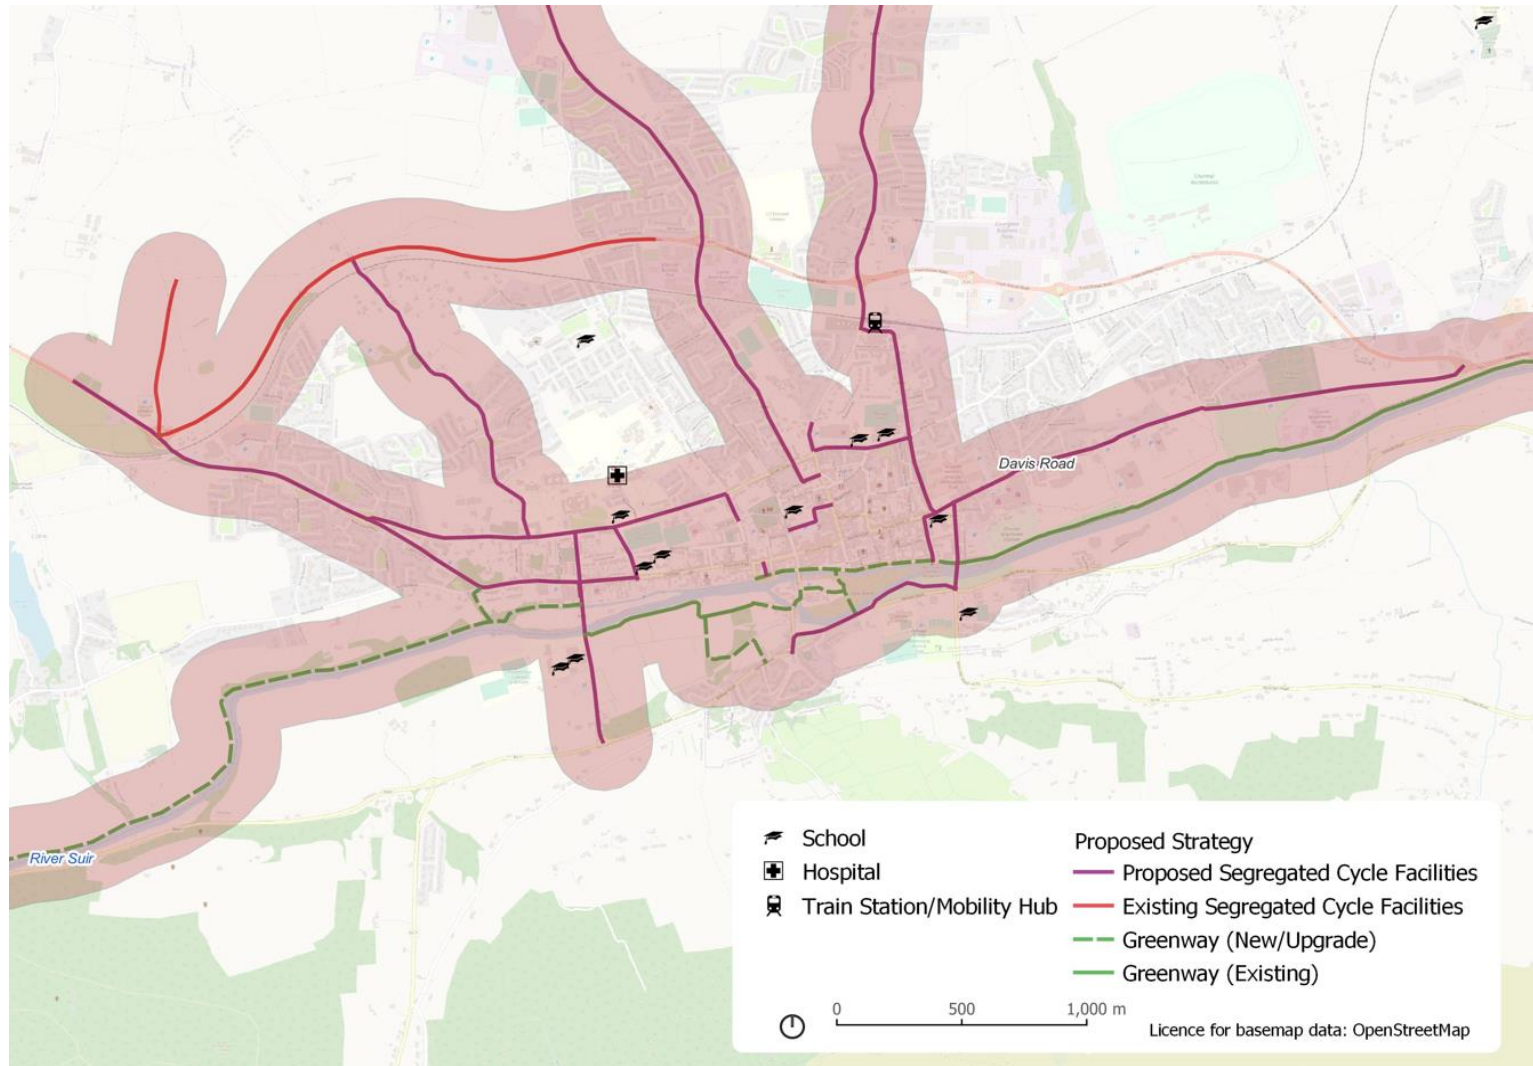 Davis Road
River Suir
School
Hospital
Train Station/Mobility Hub
Proposed Strategy
Proposed Segregated Cycle Facilities
Existing Segregated Cycle Facilities
Greenway (New/Upgrade)
Greenway (Existing)
0 500 1,000 m
Licence for basemap data: OpenStreetMap